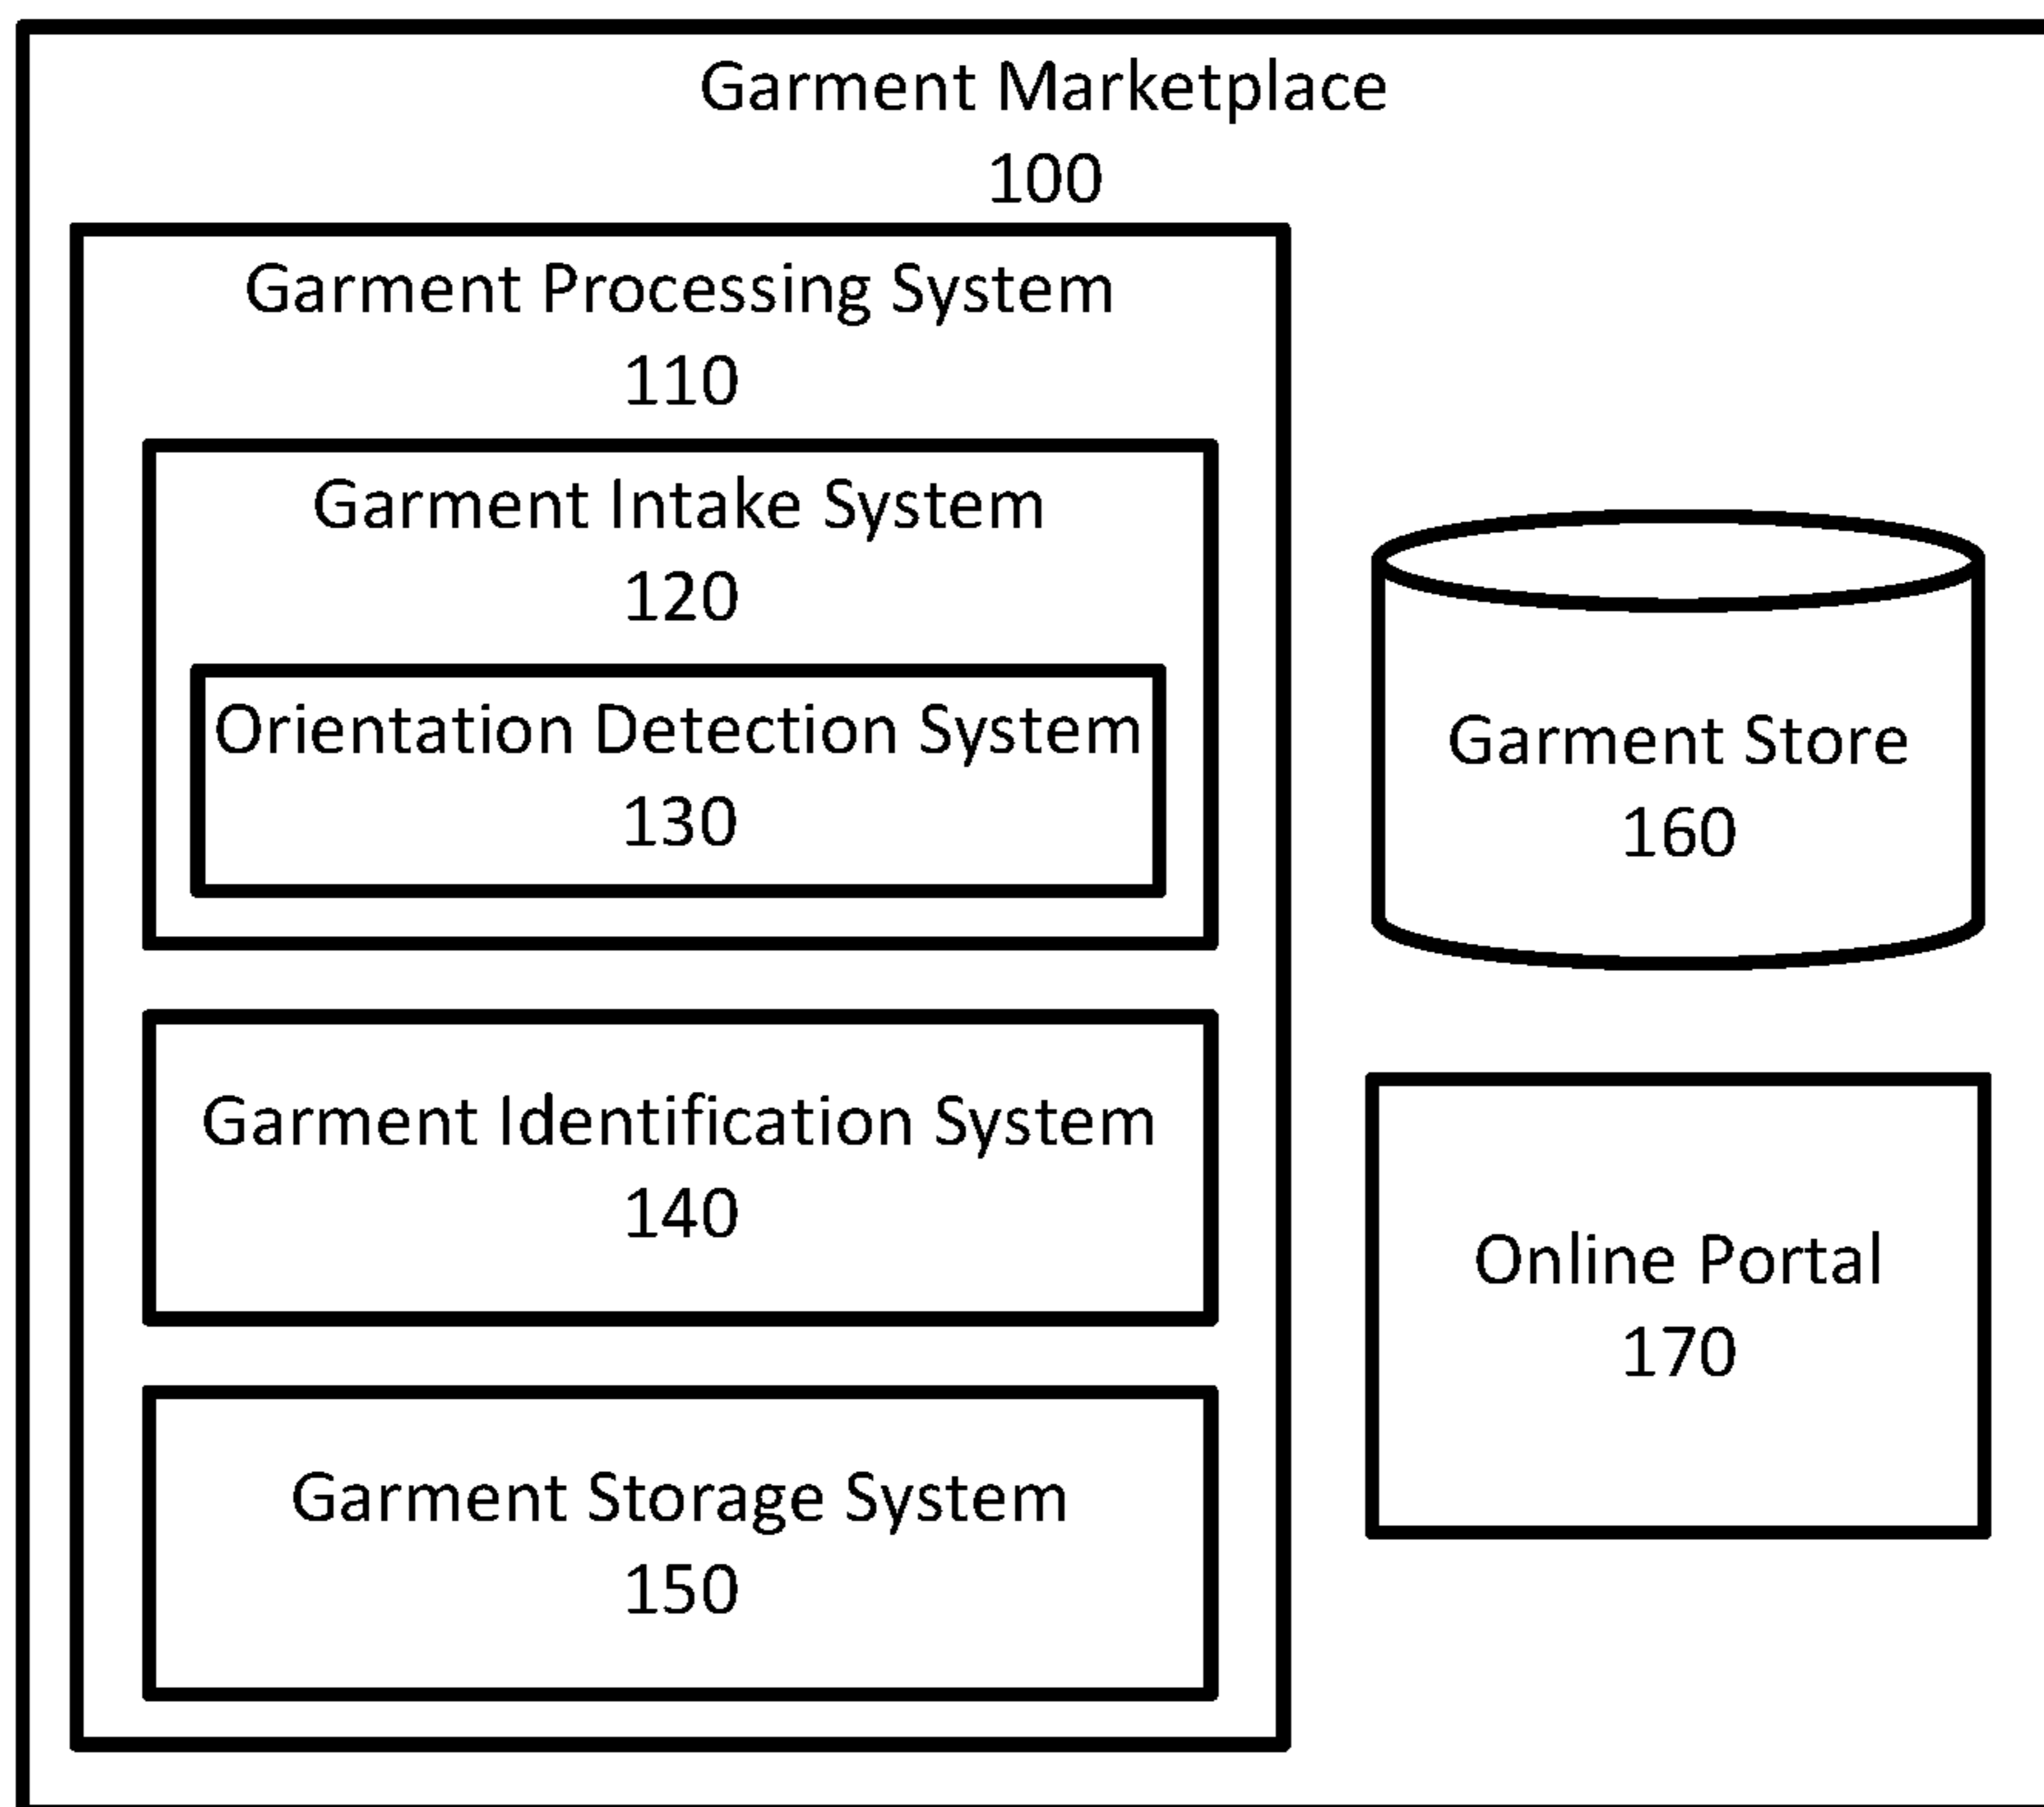 Garment Marketplace
100
Garment Processing System
110
Garment Intake System
120
Orientation Detection System
130
Garment Identification System
140
Garment Storage System
150
Garment Store
160
Online Portal
170